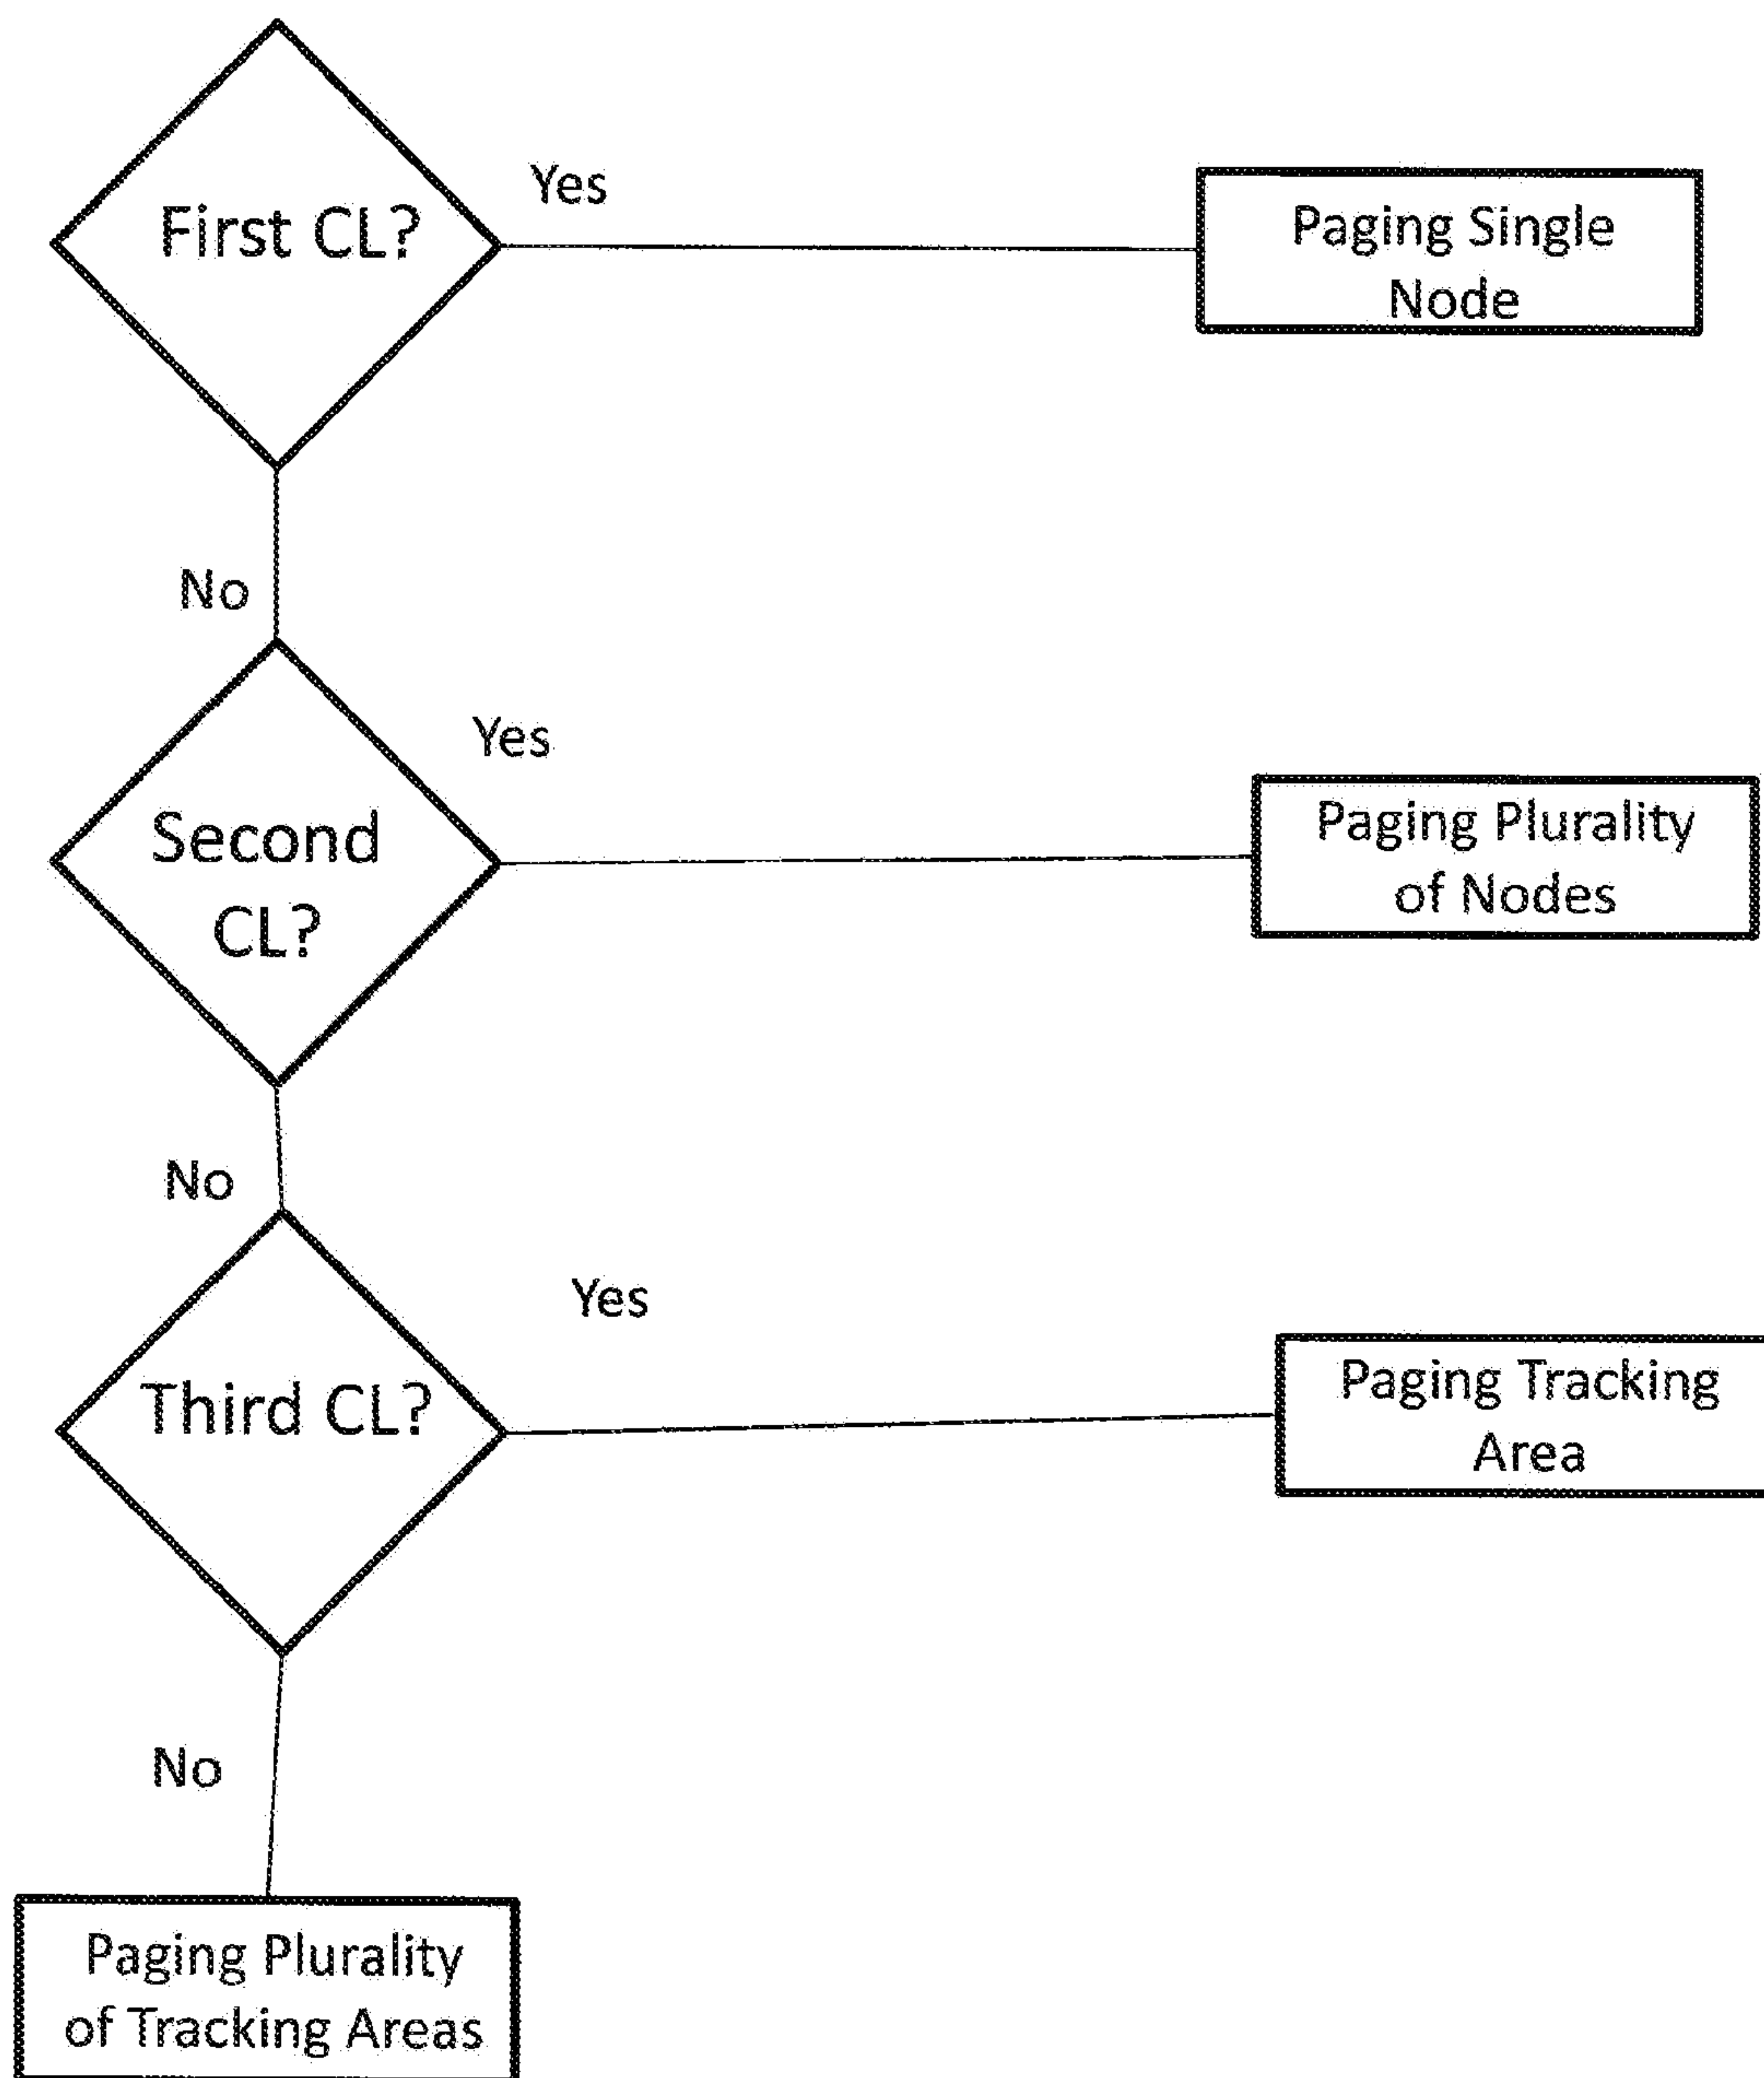 First CL?
Yes
Paging Single
Node
No
Second
CL?
Yes
Paging Plurality
of Nodes
No
Third CL?
Yes
Paging Tracking
Area
No
Paging Plurality
of Tracking Areas